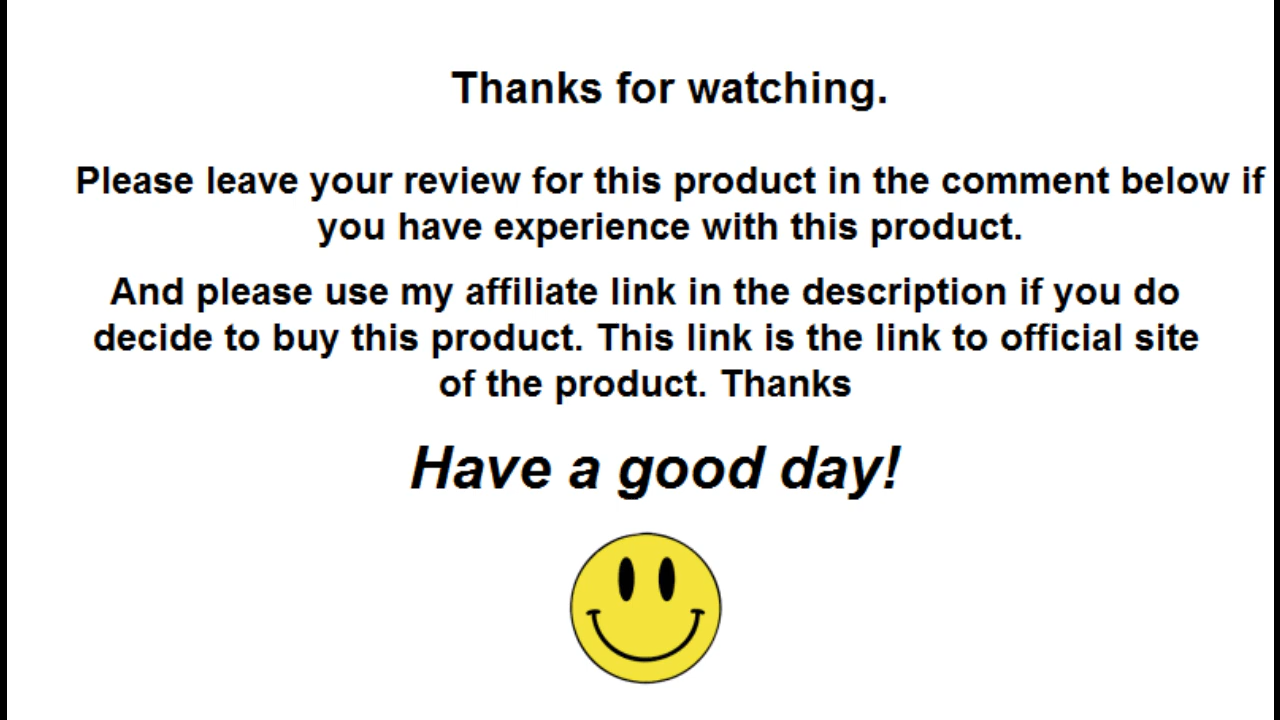 Thanks for watching.
Please leave your review for this product in the comment below if
you have experience with this product.
And please use my affiliate link in the description if you do
decide to buy this product. This link is the link to official site
of the product. Thanks
Have a good day!